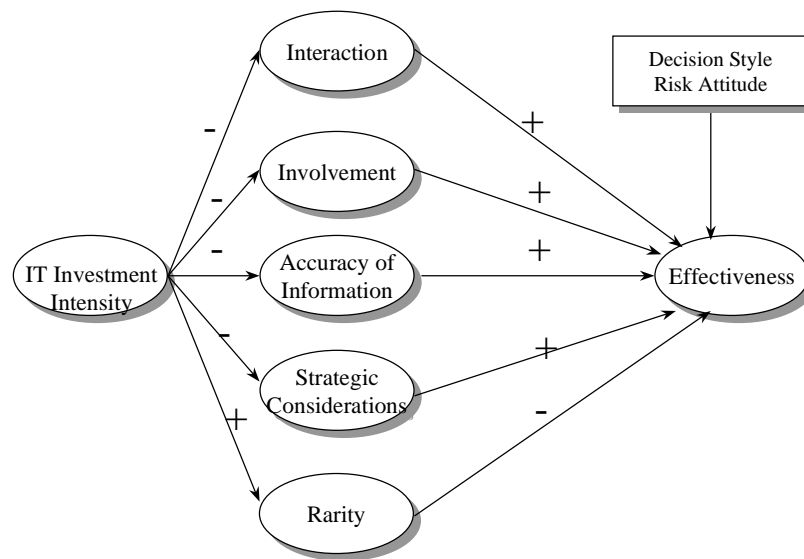 Interaction
Decision Style
Risk Attitude
-
+
Involvement
-
+
-
+
IT Investment
Intensity
Accuracy of
Information
Effectiveness
-
+
Strategic
Considerations
+
-
Rarity